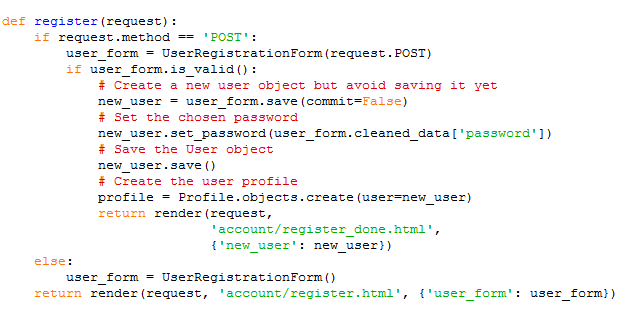 def register(request):
    if request.method == 'POST':
        user_form = UserRegistrationForm(request.POST)
        if user_form.is_valid():
            # Create a new user object but avoid saving it yet
            new_user = user_form.save(commit=False)
            # Set the chosen password
            new_user.set_password(user_form.cleaned_data['password'])
            # Save the User object
            new_user.save()
            # Create the user profile
            profile = Profile.objects.create(user=new_user)
            return render(request,
                          'account/register_done.html',
                          {'new_user': new_user})
    else:
        user_form = UserRegistrationForm()
    return render(request, 'account/register.html', {'user_form': user_form})